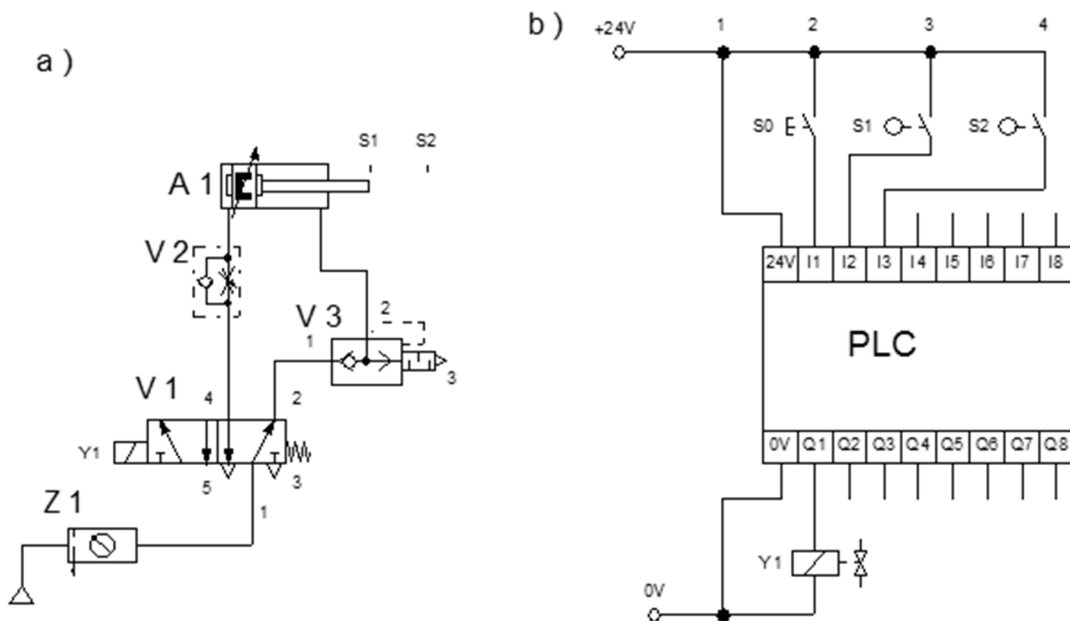 a )
S1 S2
A 1
V 2
V 3
2
1
3
V 1
4 2
Y1
5 3
Z 1
1
b )
+24V
1 2 3 4
S0 S1 S2
24V I1 I2 I3 I4 I5 I6 I7 I8
PLC
0V Q1 Q2 Q3 Q4 Q5 Q6 Q7 Q8
Y1
0V